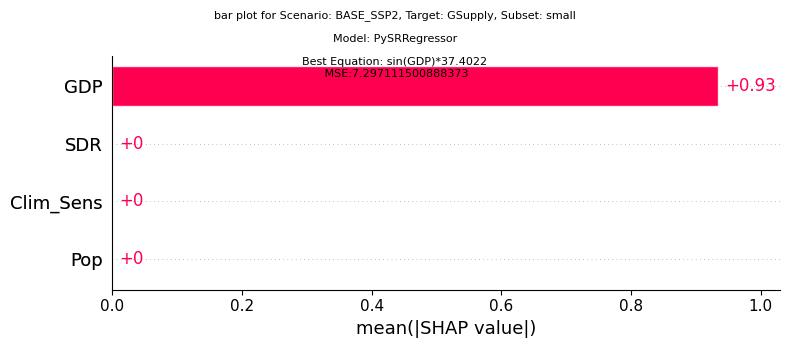 bar plot for Scenario: BASE_SSP2, Target: GSupply, Subset: small
Model: PySRRegressor
Best Equation: sin(GDP)*37.4022
MSE:7.297111500888373
GDP +0.93
SDR +0
Clim_Sens +0
Pop +0
0.0 0.2 0.4 0.6 0.8 1.0
mean(|SHAP value|)